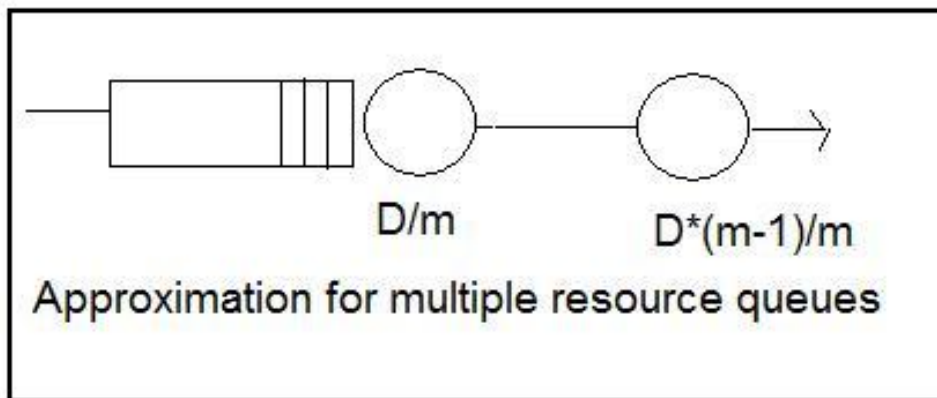 D/m
D*(m-1)/m
Approximation for multiple resource queues